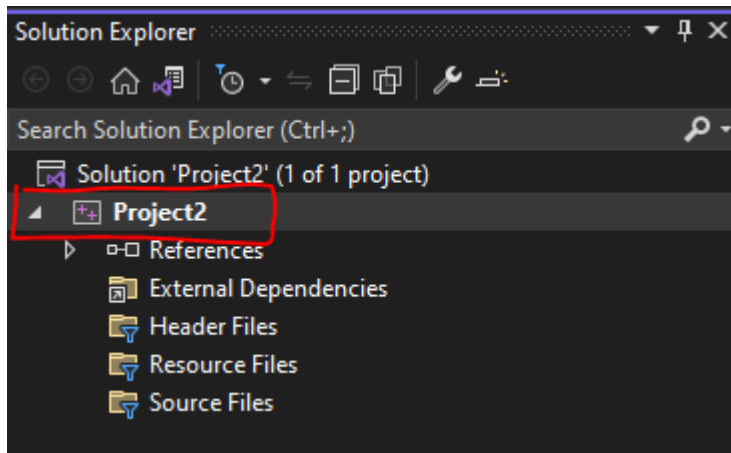 Solution Explorer
Search Solution Explorer (Ctrl+;)
Solution 'Project2' (1 of 1 project)
Project2
References
External Dependencies
Header Files
Resource Files
Source Files